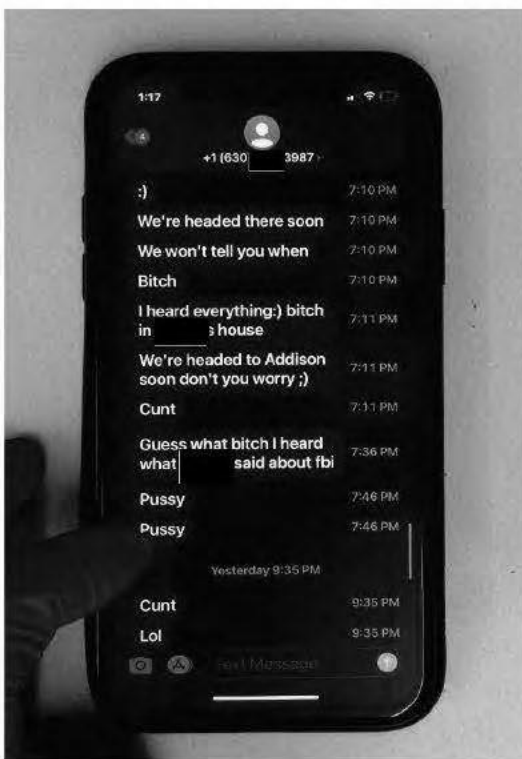 1:17
4
+1 (630 3987
:) 7:10 PM
We're headed there soon 7:10 PM
We won't tell you when 7:10 PM
Bitch 7:10 PM
I heard everything:) bitch
in s house 7:11 PM
We're headed to Addison
soon don't you worry ;) 7:11 PM
Cunt 7:11 PM
Guess what bitch I heard
what said about fbi 7:36 PM
Pussy 7:46 PM
Pussy 7:46 PM
Yesterday 9:35 PM
Cunt 9:35 PM
Lol 9:35 PM
Text Message